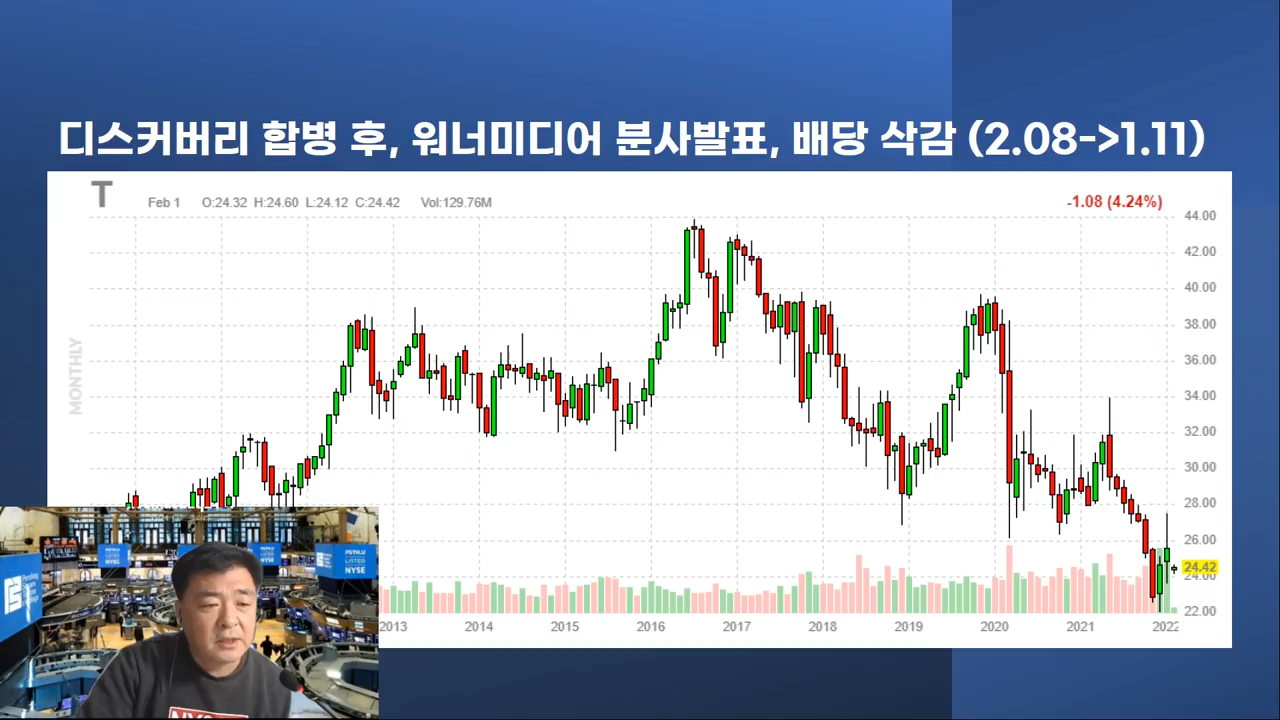 디스커버리 합병 후, 워너미디어 분사발표, 배당 삭감 (2.08->1.11)
T Feb 1 O:24.32 H:24.60 L:24.12 C:24.42 Vol:129.76M -1.08 (4.24%)
44.00
42.00
40.00
38.00
36.00
34.00
32.00
30.00
28.00
26.00
24.42
24.00
22.00
MONTHLY
2013 2014 2015 2016 2017 2018 2019 2020 2021 2022
PSTH.U
LISTED
NYSE